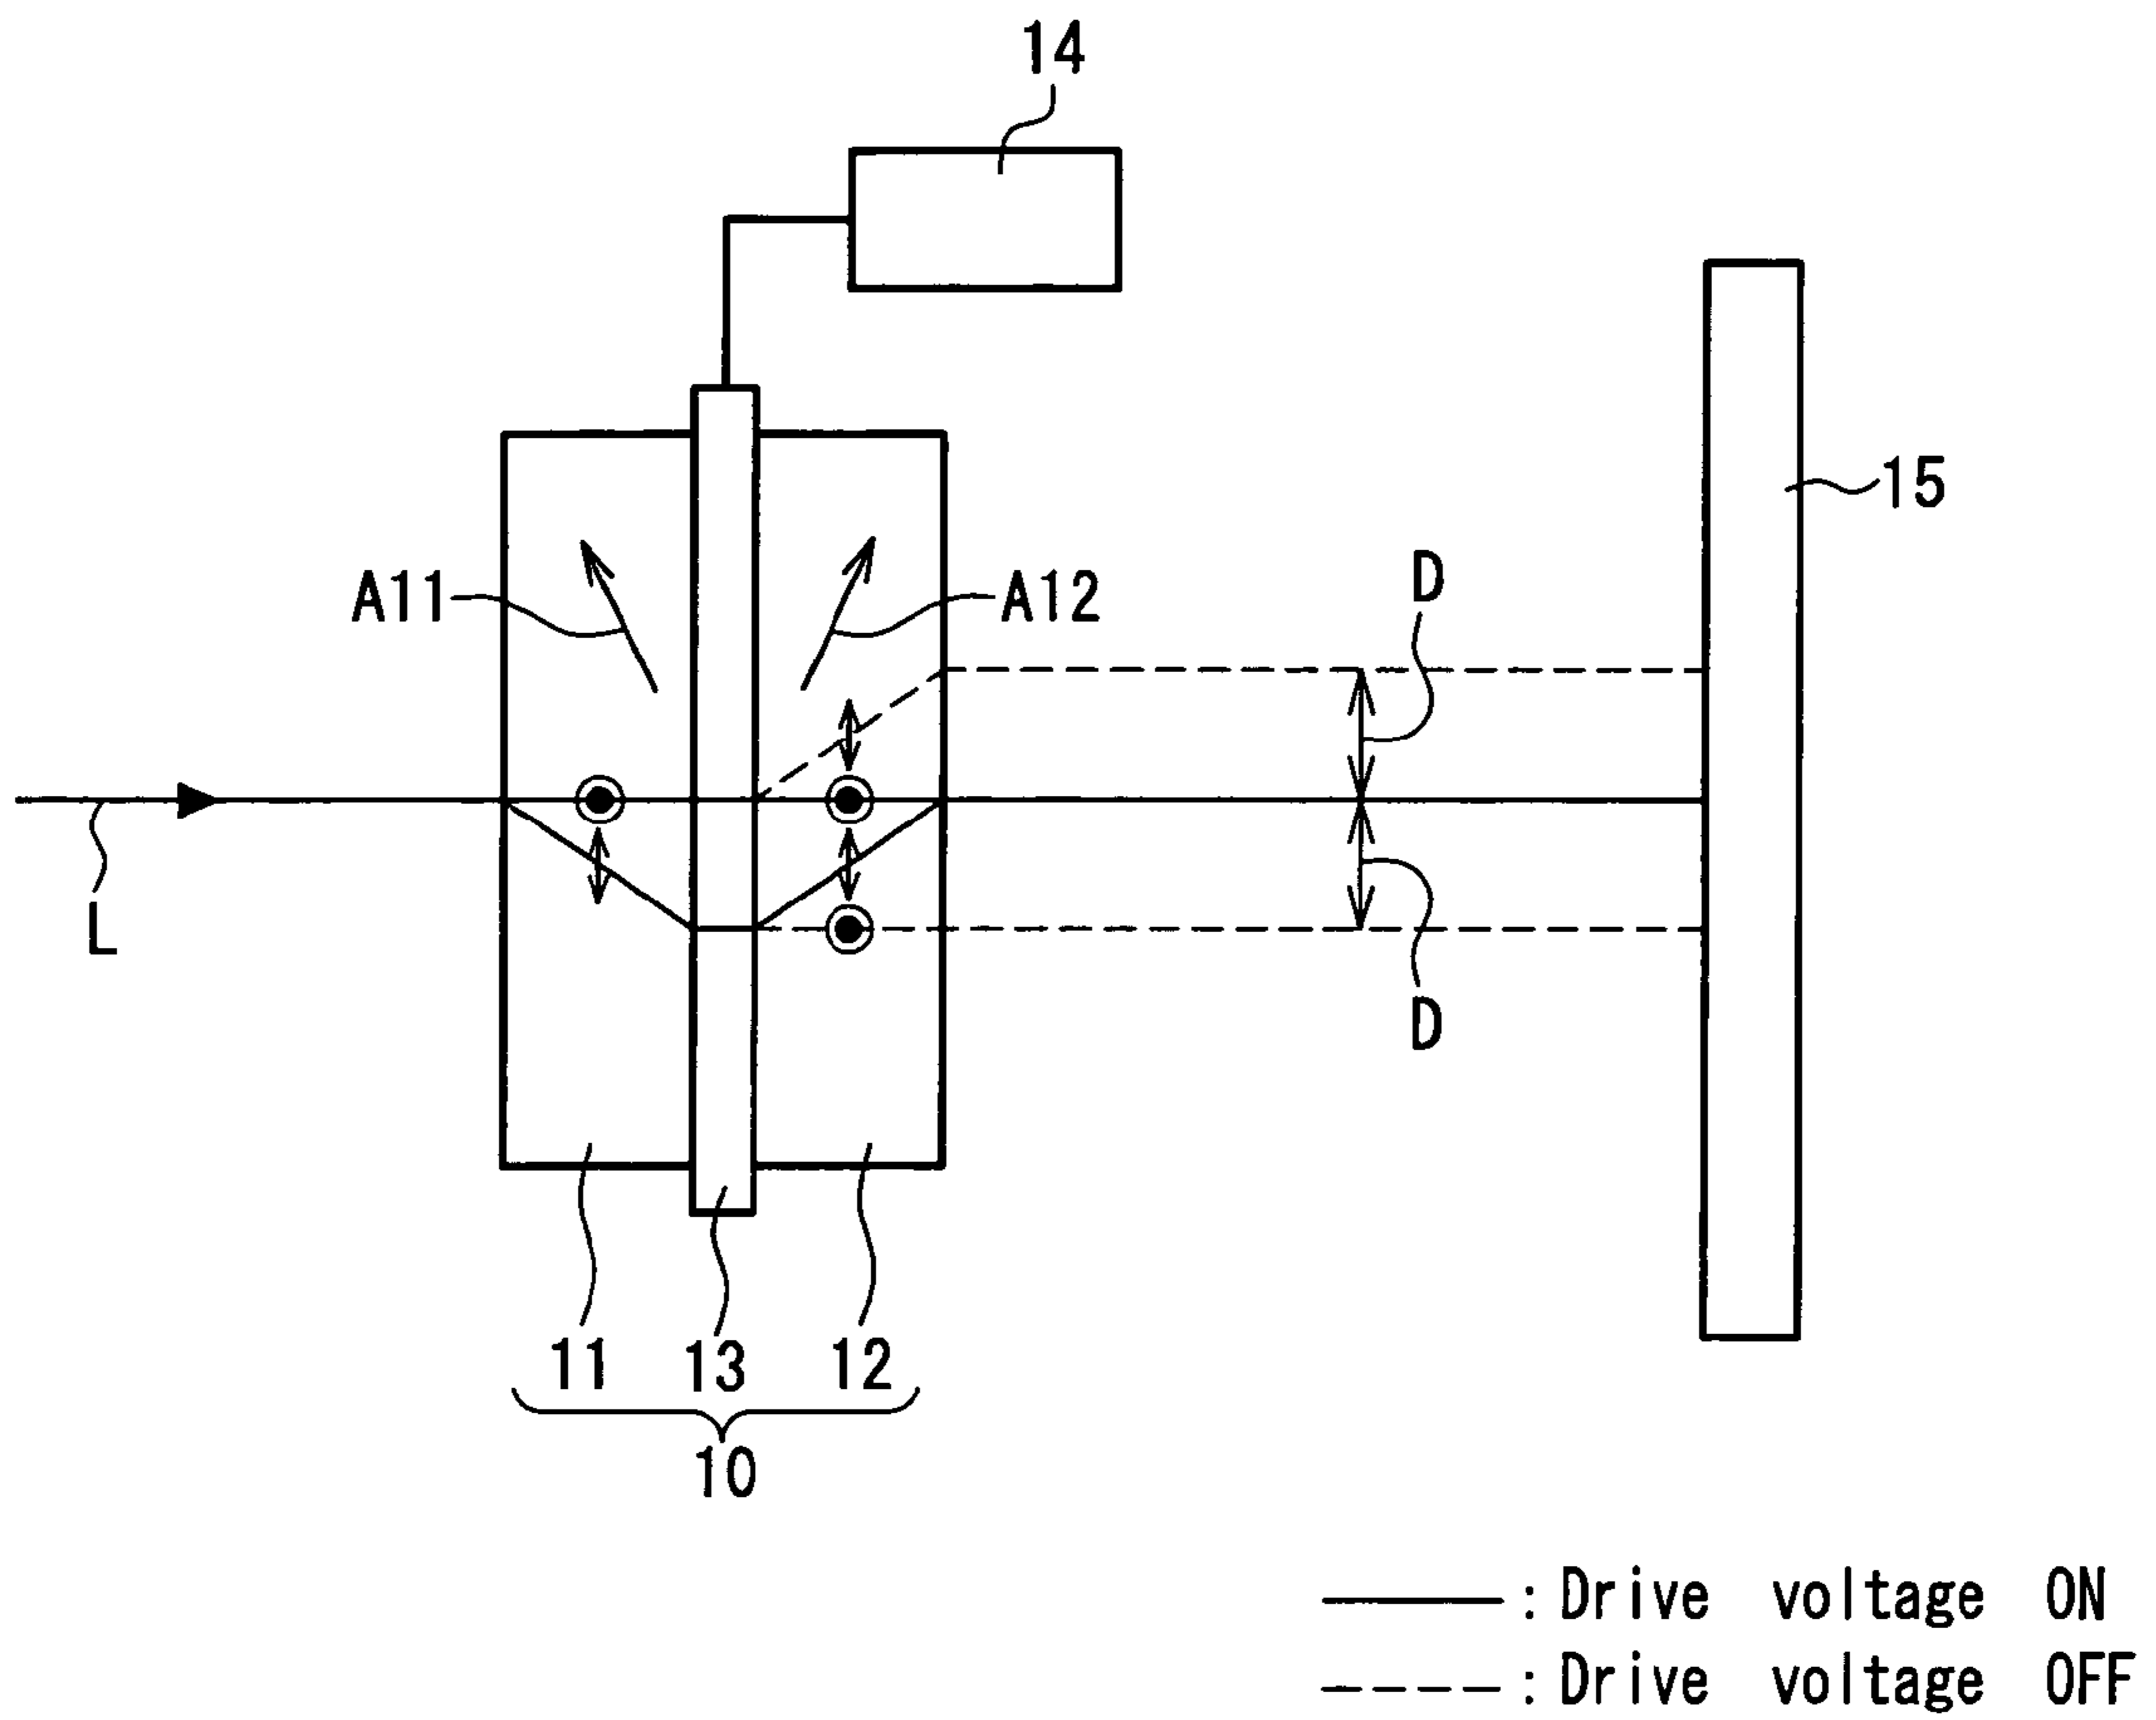 14
15
D
A11
A12
L
D
11
13
12
10
: Drive voltage ON
: Drive voltage OFF